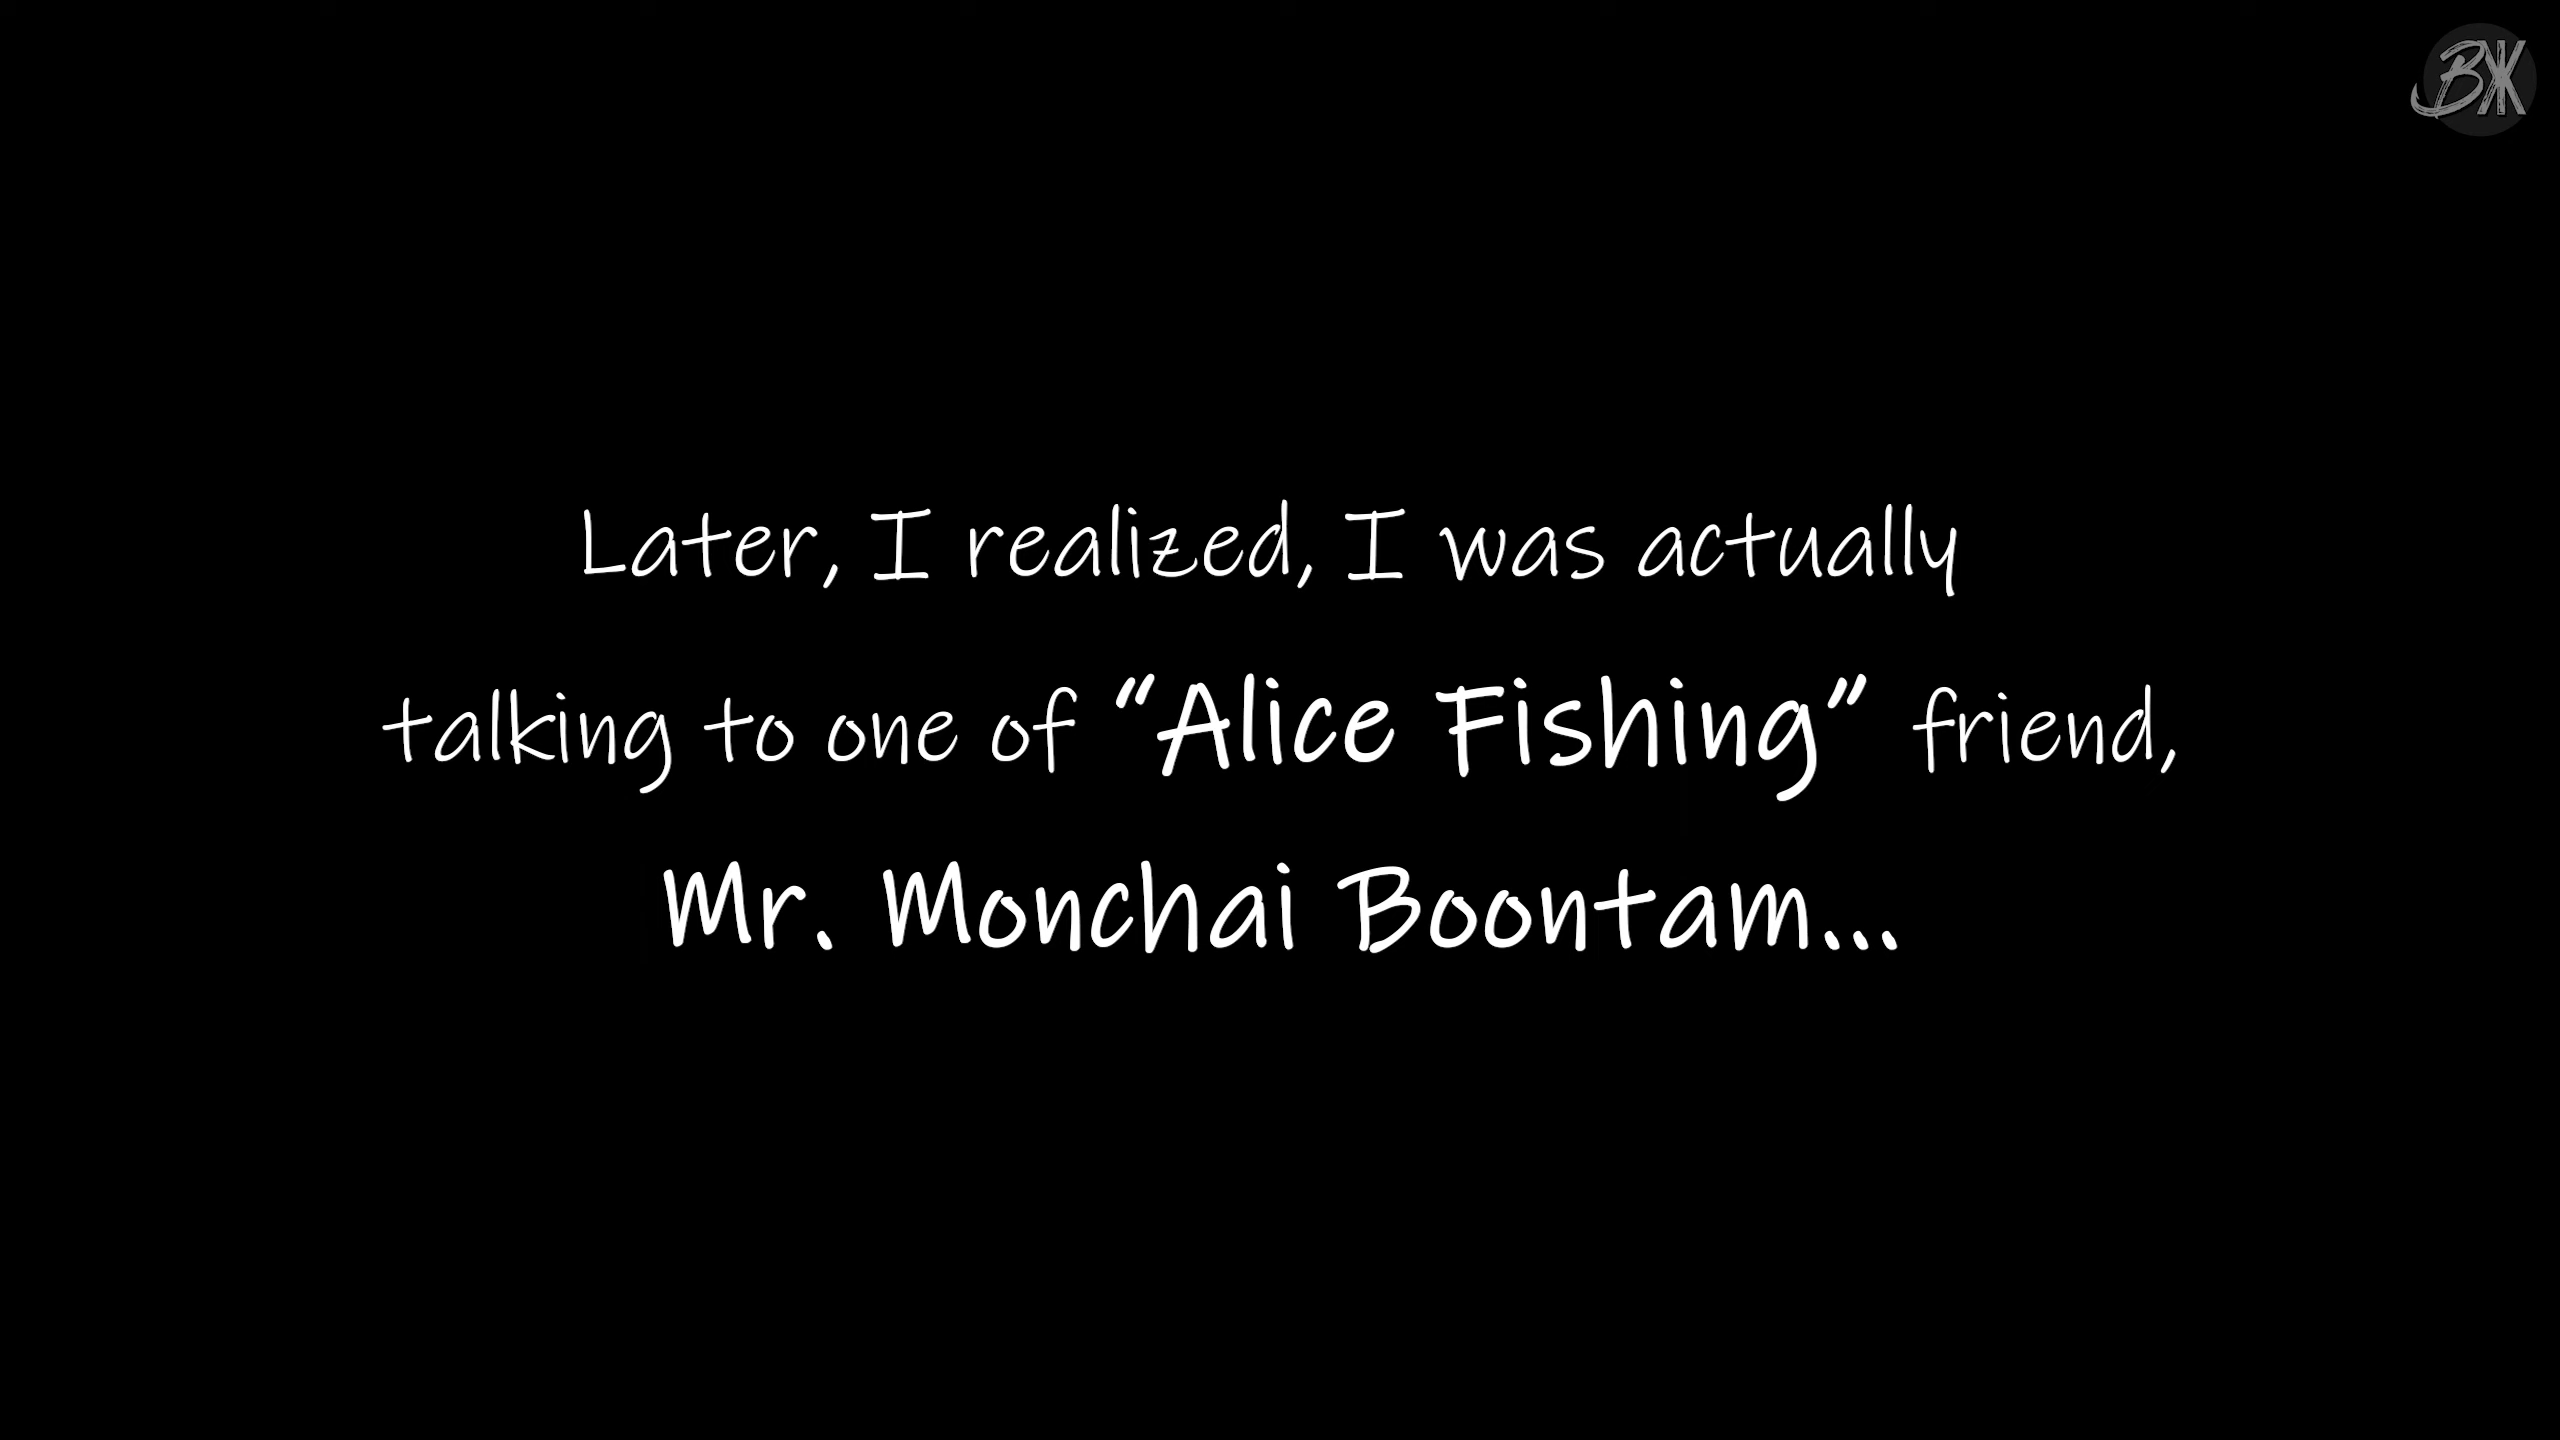 Later, I realized, I was actually
talking to one of “Alice Fishing” friend,
Mr. Monchai Boontam...